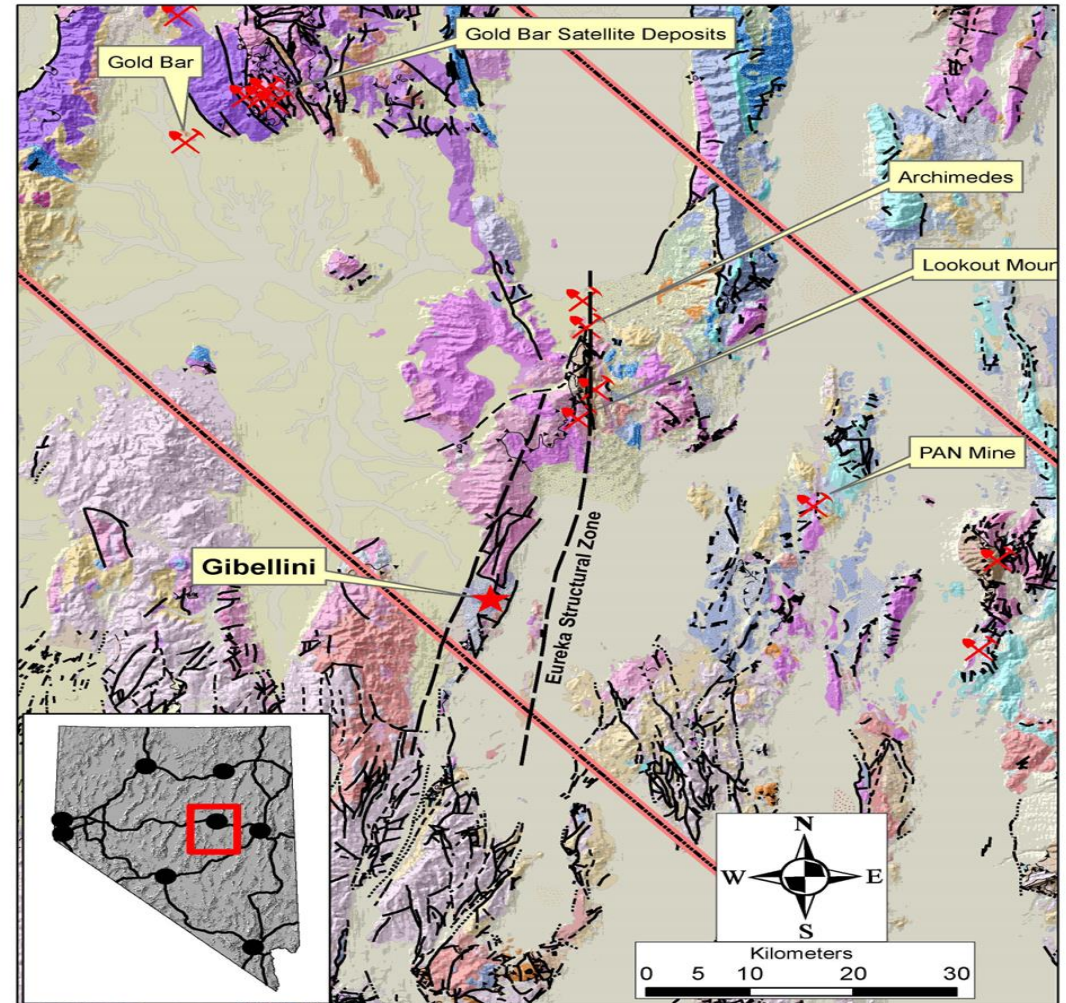 Gold Bar Satellite Deposits
Gold Bar
Archimedes
Lookout Moun
PAN Mine
Gibellini
Eureka Structural Zone
N
W
E
S
Kilometers
0 5 10 20 30